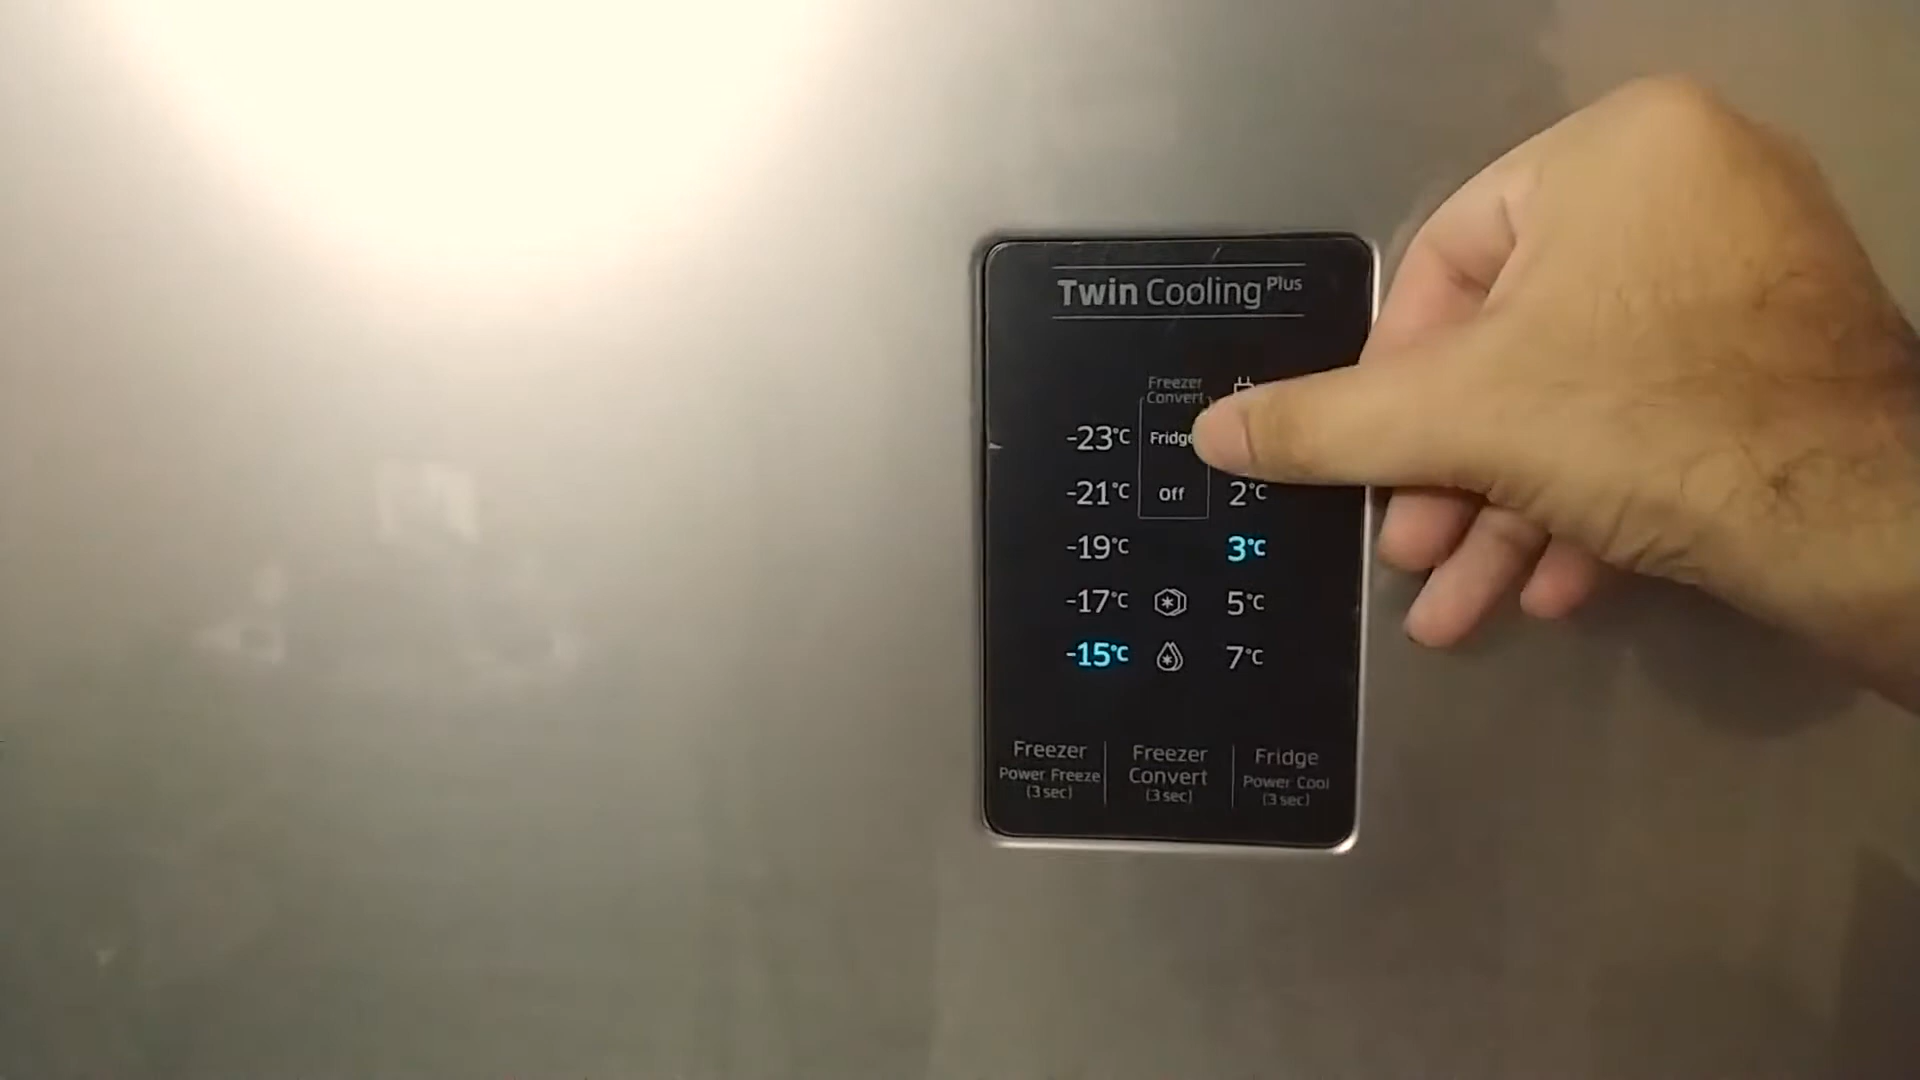 Twin Cooling Plus
Freezer
Convert
-23°C Fridge
-21°C Off 2°C
-19°C 3°C
-17°C 5°C
-15°C 7°C
Freezer
Power Freeze
(3 sec)
Freezer
Convert
(3 sec)
Fridge
Power Cool
(3 sec)